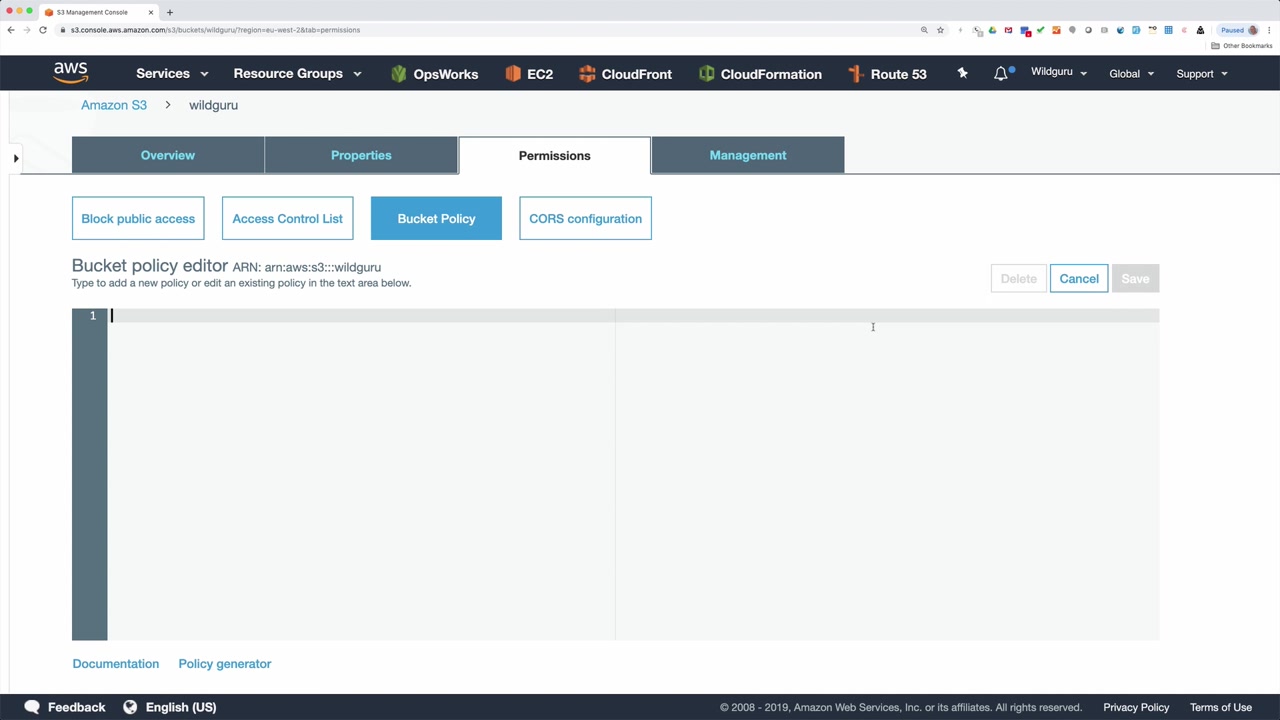 S3 Management Console
s3.console.aws.amazon.com/s3/buckets/wildguru/?region=eu-west-2&tab=permissions
Paused
Other Bookmarks
aws
Services
Resource Groups
OpsWorks
EC2
CloudFront
CloudFormation
Route 53
Wildguru
Global
Support
Amazon S3
wildguru
Overview
Properties
Permissions
Management
Block public access
Access Control List
Bucket Policy
CORS configuration
Bucket policy editor ARN: arn:aws:s3:::wildguru
Type to add a new policy or edit an existing policy in the text area below.
Delete
Cancel
Save
1
Documentation
Policy generator
Feedback
English (US)
© 2008 - 2019, Amazon Web Services, Inc. or its affiliates. All rights reserved.
Privacy Policy
Terms of Use